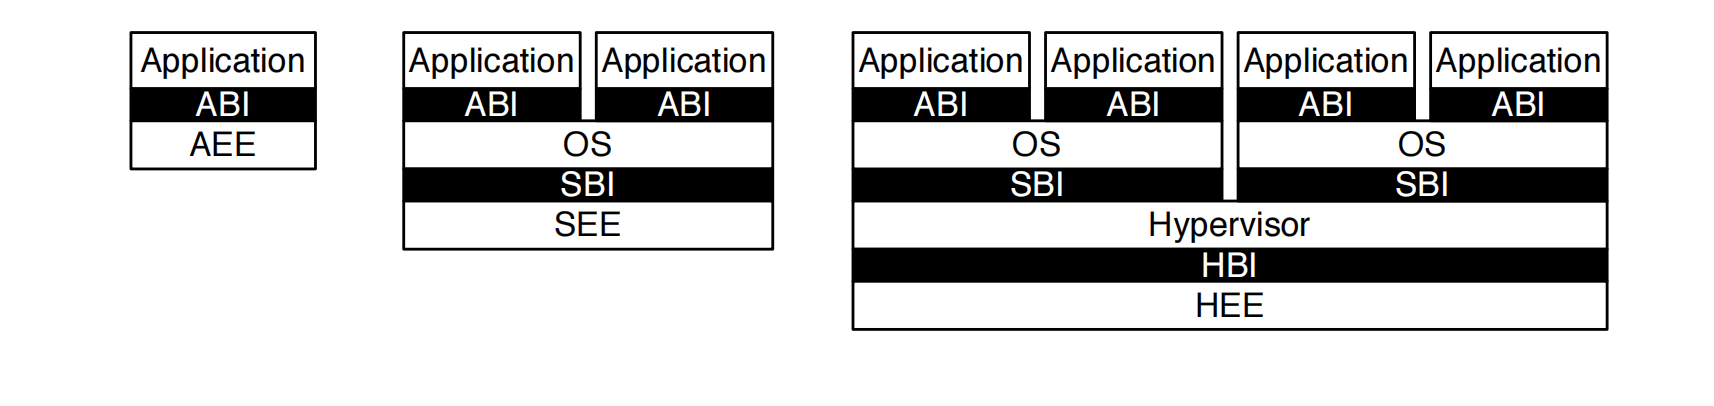 Application Application Application Application Application Application Application
ABI ABI ABI ABI ABI ABI ABI
AEE OS OS OS
SBI SBI SBI
SEE Hypervisor
HBI
HEE